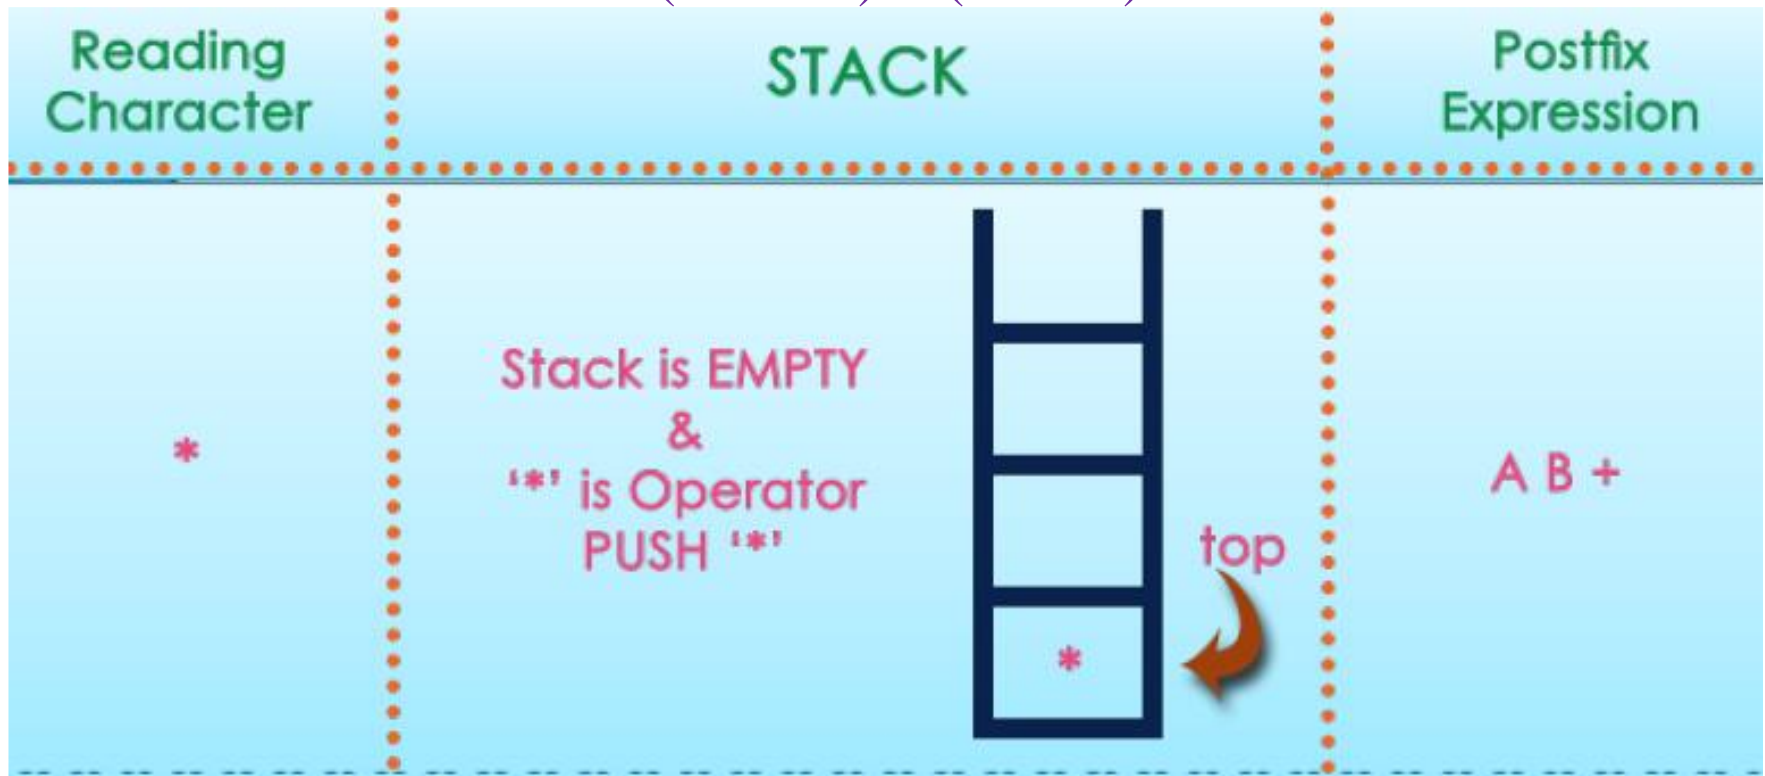 Reading
Character
STACK
Postfix
Expression
*
Stack is EMPTY
&
‘*’ is Operator
PUSH ‘*’
*
top
A B +